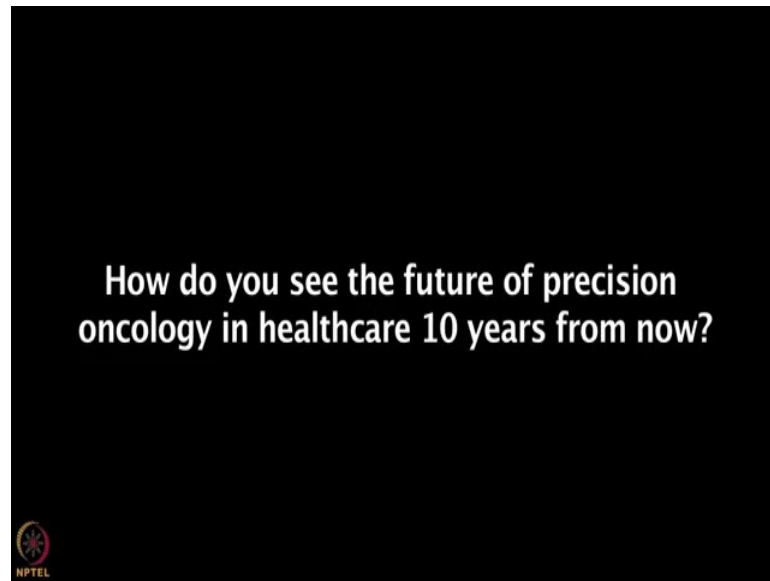 How do you see the future of precision
oncology in healthcare 10 years from now?
NPTEL